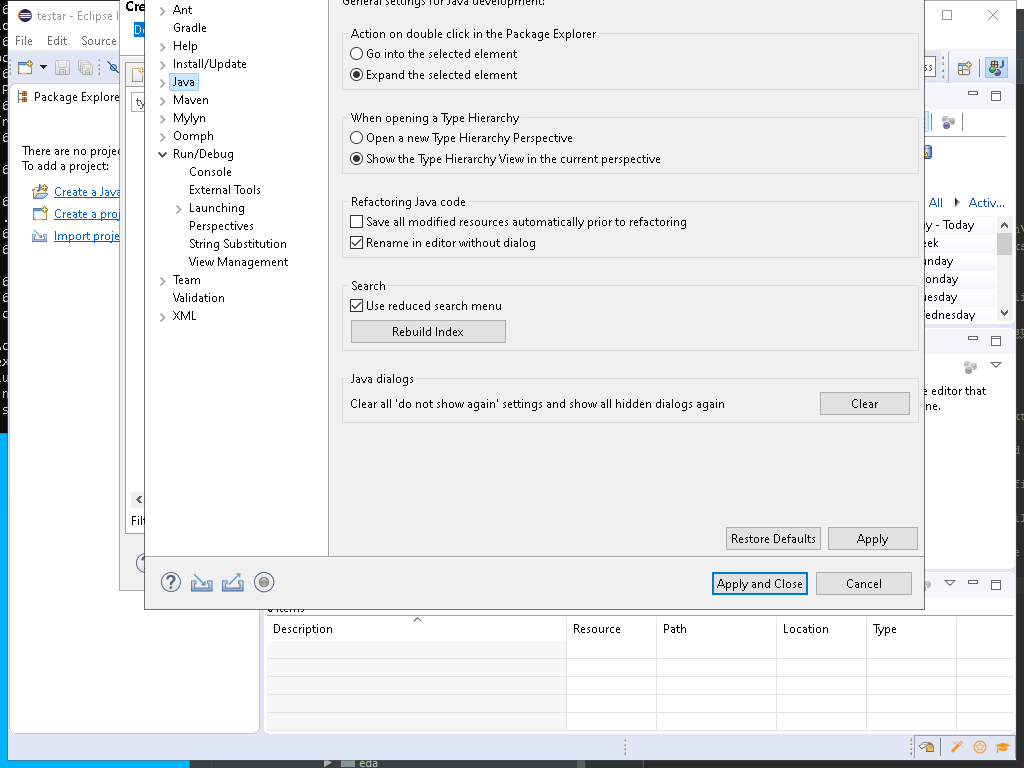 testar - Eclipse I
File Edit Source
Package Explore
There are no projec
To add a project:
Create a Java
Create a proj
Import proje
Cre
De
ty
Filt
Ant
Gradle
Help
Install/Update
Java
Maven
Mylyn
Oomph
Run/Debug
Console
External Tools
Launching
Perspectives
String Substitution
View Management
Team
Validation
XML
General settings for Java development:
Action on double click in the Package Explorer
Go into the selected element
Expand the selected element
When opening a Type Hierarchy
Open a new Type Hierarchy Perspective
Show the Type Hierarchy View in the current perspective
Refactoring Java code
Save all modified resources automatically prior to refactoring
Rename in editor without dialog
Search
Use reduced search menu
Rebuild Index
Java dialogs
Clear all 'do not show again' settings and show all hidden dialogs again
Clear
Restore Defaults
Apply
Apply and Close
Cancel
ss
All Activ...
y - Today
eek
unday
onday
uesday
ednesday
e editor that
ne.
Description Resource Path Location Type
eda